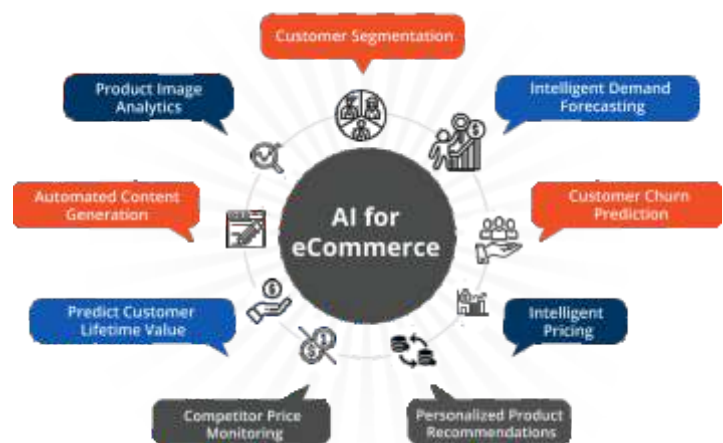 Customer Segmentation
Product Image
Analytics
Intelligent Demand
Forecasting
Automated Content
Generation
AI for
eCommerce
Customer Churn
Prediction
Predict Customer
Lifetime Value
Intelligent
Pricing
Competitor Price
Monitoring
Personalized Product
Recommendations